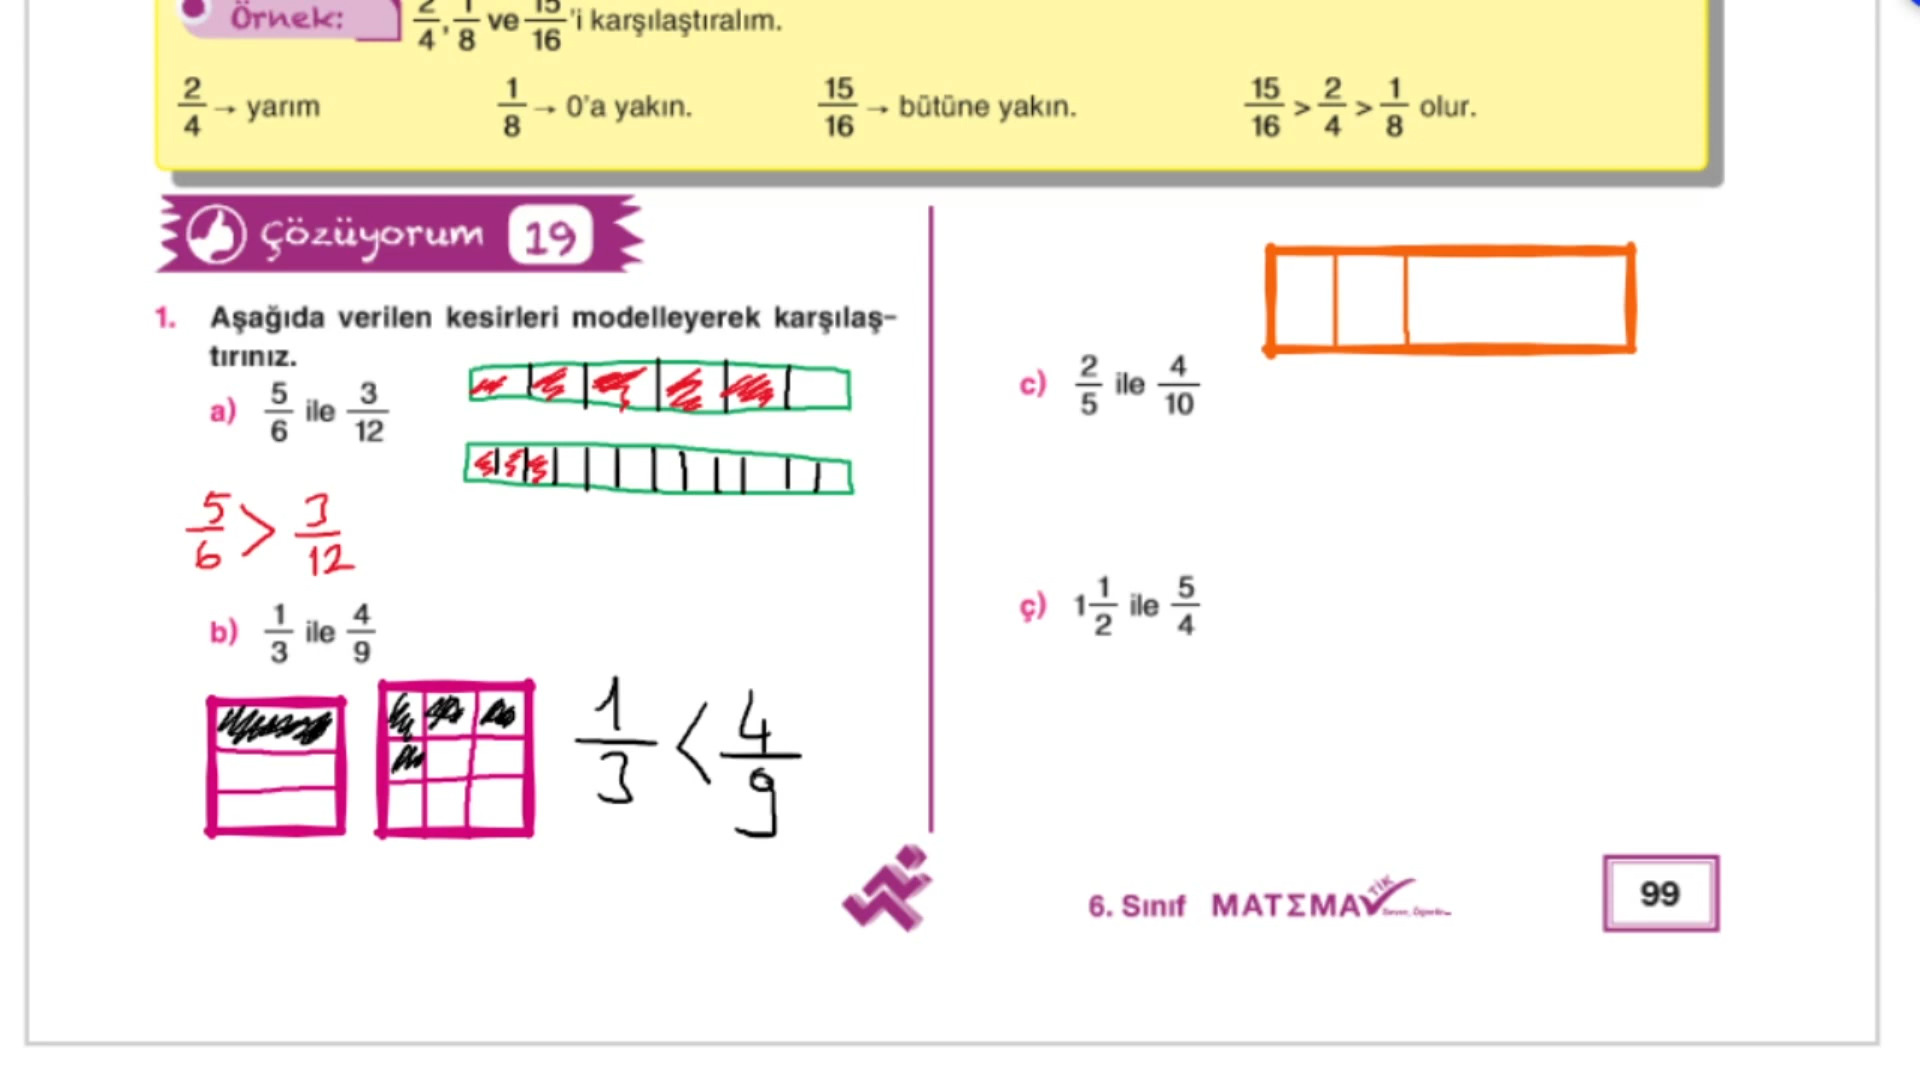 Örnek: 2/4, 1/8 ve 15/16 'i karşılaştıralım.
2/4 → yarım 1/8 → 0'a yakın. 15/16 → bütüne yakın. 15/16 > 2/4 > 1/8 olur.
Çözüyorum 19
1. Aşağıda verilen kesirleri modelleyerek karşılaş-
tırınız.
a) 5/6 ile 3/12
5/6 > 3/12
b) 1/3 ile 4/9
1/3 < 4/9
c) 2/5 ile 4/10
ç) 1 1/2 ile 5/4
6. Sınıf MATΣMATİK
99